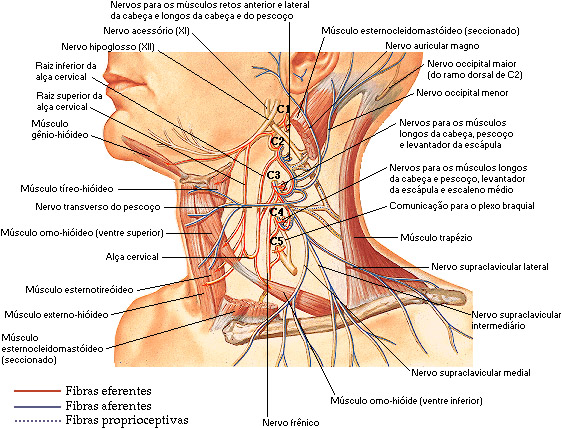 Nervos para os músculos retos anterior e lateral
da cabeça e longos da cabeça e do pescoço
Nervo acessório (XI)
Nervo hipoglosso (XII)
Raiz inferior da
alça cervical
Raiz superior da
alça cervical
Músculo
gênio-hióideo
Músculo tíreo-hióideo
Nervo transverso do pescoço
Músculo omo-hióideo (ventre superior)
Alça cervical
Músculo esternotireóideo
Músculo externo-hióideo
Músculo
esternocleidomastóideo
(seccionado)
Músculo esternocleidomastóideo (seccionado)
Nervo auricular magno
Nervo occipital maior
(do ramo dorsal de C2)
Nervo occipital menor
Nervos para os músculos
longos da cabeça, pescoço
e levantador da escápula
Nervos para os músculos longos
da cabeça e pescoço, levantador
da escápula e escaleno médio
Comunicação para o plexo braquial
Músculo trapézio
Nervo supraclavicular lateral
Nervo supraclavicular
intermediário
Nervo supraclavicular medial
Músculo omo-hióide (ventre inferior)
Nervo frênico
C1
C2
C3
C4
C5
Fibras eferentes
Fibras aferentes
Fibras proprioceptivas